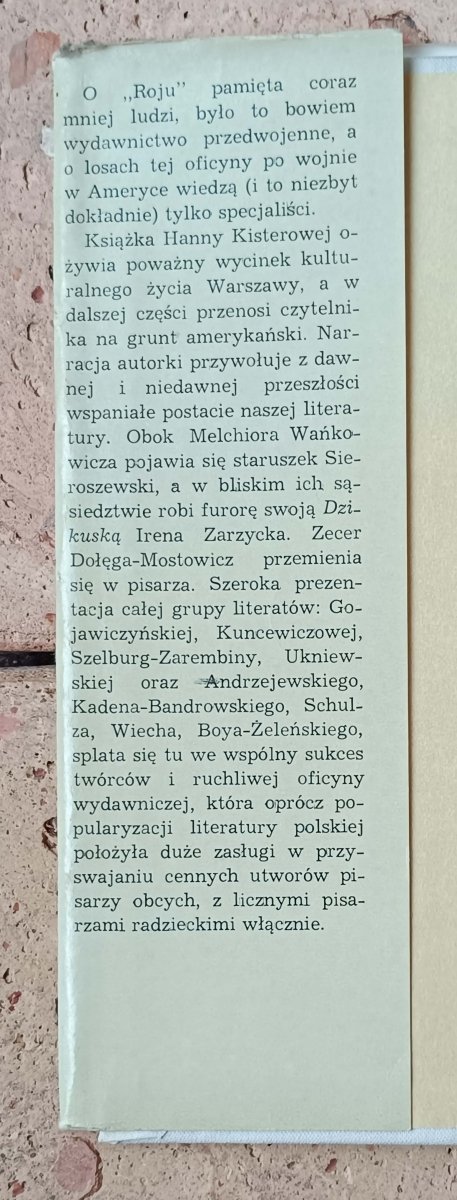 O „Roju" pamięta coraz
mniej ludzi, było to bowiem
wydawnictwo przedwojenne, a
o losach tej oficyny po wojnie
w Ameryce wiedzą (i to niezbyt
dokładnie) tylko specjaliści.
Książka Hanny Kisterowej o-
żywia poważny wycinek kultu-
ralnego życia Warszawy, a w
dalszej części przenosi czytelni-
ka na grunt amerykański. Nar-
racja autorki przywołuje z daw-
nej i niedawnej przeszłości
wspaniałe postacie naszej litera-
tury. Obok Melchiora Wańko-
wicza pojawia się staruszek Sie-
roszewski, a w bliskim ich są-
siedztwie robi furorę swoją Dzi-
kuską Irena Zarzycka. Zecer
Dołęga-Mostowicz przemienia
się w pisarza. Szeroka prezen-
tacja całej grupy literatów: Go-
jawiczyńskiej, Kuncewiczowej,
Szelburg-Zarembiny, Ukniew-
skiej oraz Andrzejewskiego,
Kadena-Bandrowskiego, Schul-
za, Wiecha, Boya-Żeleńskiego,
splata się tu we wspólny sukces
twórców i ruchliwej oficyny
wydawniczej, która oprócz po-
pularyzacji literatury polskiej
położyła duże zasługi w przy-
swajaniu cennych utworów pi-
sarzy obcych, z licznymi pisa-
rzami radzieckimi włącznie.